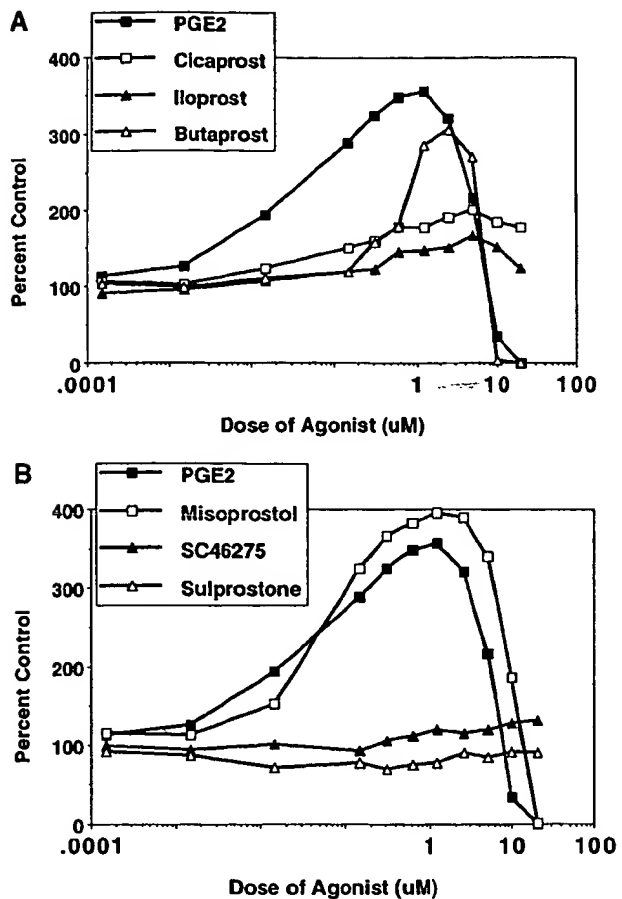 A
PGE2
Cicaprost
Iloprost
Butaprost
400
300
200
100
0
Percent Control
.0001
1
10
100
Dose of Agonist (uM)
B
PGE2
Misoprostol
SC46275
Sulprostone
400
300
200
100
0
Percent Control
.0001
1
10
100
Dose of Agonist (uM)